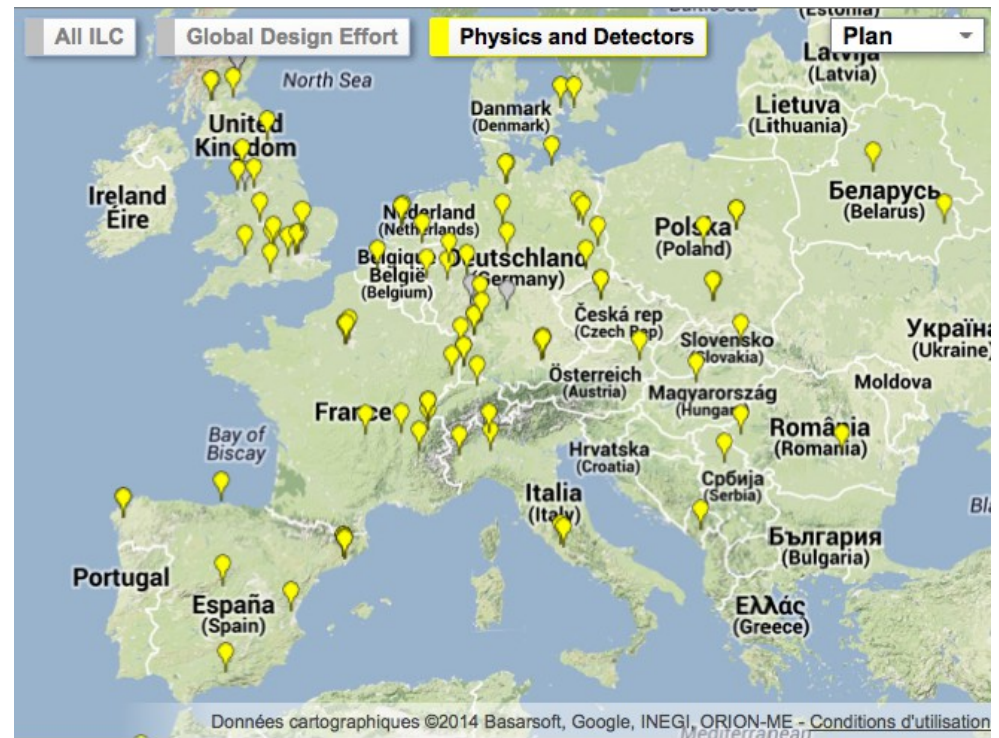 All ILC
Global Design Effort
Physics and Detectors
Plan
(Estonia)
Latvija
(Latvia)
North Sea
Danmark
(Denmark)
Lietuva
(Lithuania)
United
Kingdom
Ireland
Éire
Nederland
(Netherlands)
Беларусь
(Belarus)
Polska
(Poland)
België
(Belgium)
Deutschland
(Germany)
Česká rep
(Czech Rep)
Slovensko
(Slovakia)
Україна
(Ukraine)
Österreich
(Austria)
Magyarország
(Hungary)
Moldova
France
România
(Romania)
Bay of
Biscay
Hrvatska
(Croatia)
Србија
(Serbia)
Italia
(Italy)
България
(Bulgaria)
Portugal
España
(Spain)
Ελλάς
(Greece)
Données cartographiques ©2014 Basarsoft, Google, INEGI, ORION-ME - Conditions d'utilisation